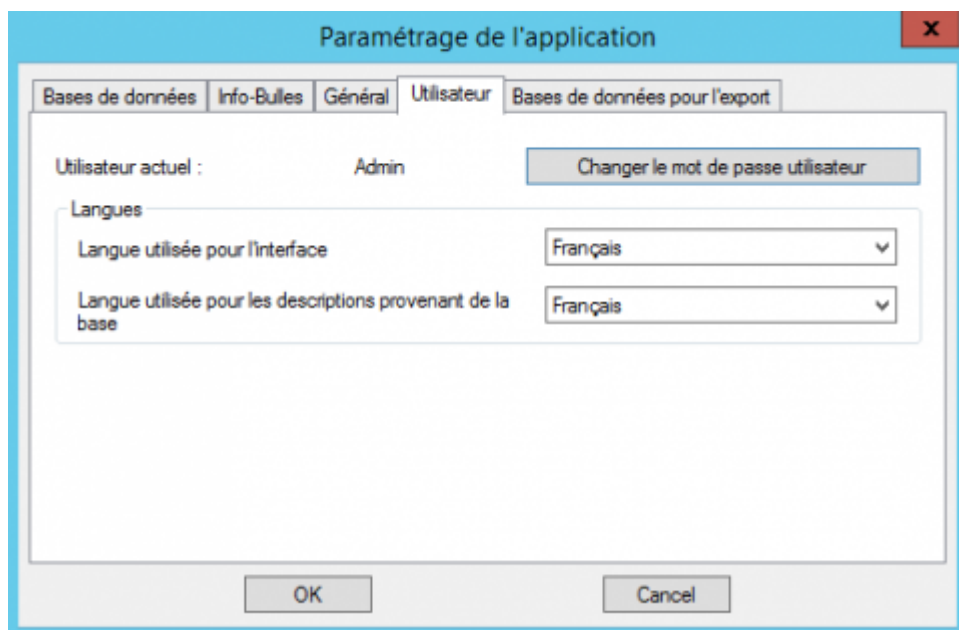 Paramétrage de l'application
x
Bases de données Info-Bulles Général Utilisateur Bases de données pour l'export
Utilisateur actuel : Admin Changer le mot de passe utilisateur
Langues
Langue utilisée pour l'interface Français
Langue utilisée pour les descriptions provenant de la
base
Français
OK Cancel